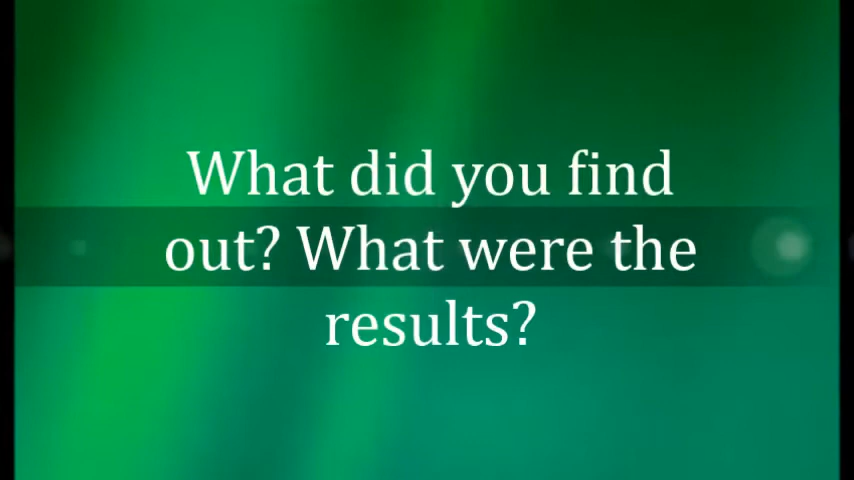 What did you find
out? What were the
results?